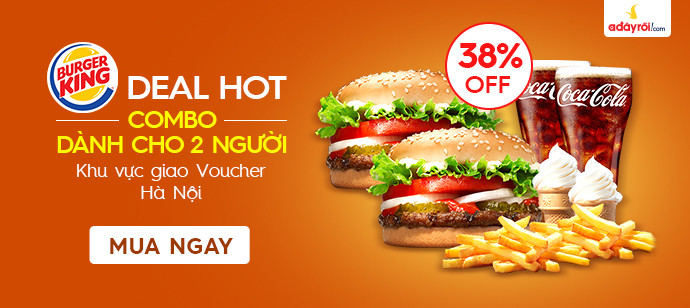 adâyrôi!.com
BURGER
KING
DEAL HOT
COMBO
DÀNH CHO 2 NGƯỜI
Khu vực giao Voucher
Hà Nội
MUA NGAY
38%
OFF
Coca-Cola
Coca-Cola